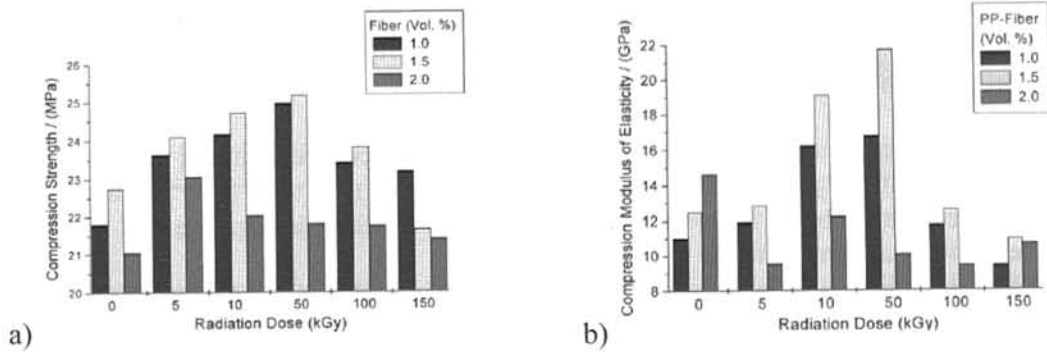 Fiber (Vol. %)
1.0
1.5
2.0
26
25
24
23
22
21
20
Compression Strength / (MPa)
0 5 10 50 100 150
Radiation Dose (kGy)
a)
PP-Fiber
(Vol. %)
1.0
1.5
2.0
22
20
18
16
14
12
10
8
Compression Modulus of Elasticity / (GPa)
0 5 10 50 100 150
Radiation Dose (kGy)
b)